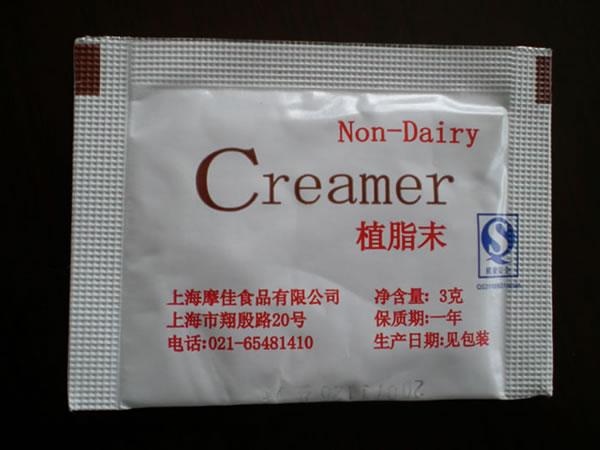 Non-Dairy
Creamer
植脂末
上海摩佳食品有限公司
上海市翔殷路20号
电话:021-65481410
净含量: 3克
保质期:一年
生产日期:见包装